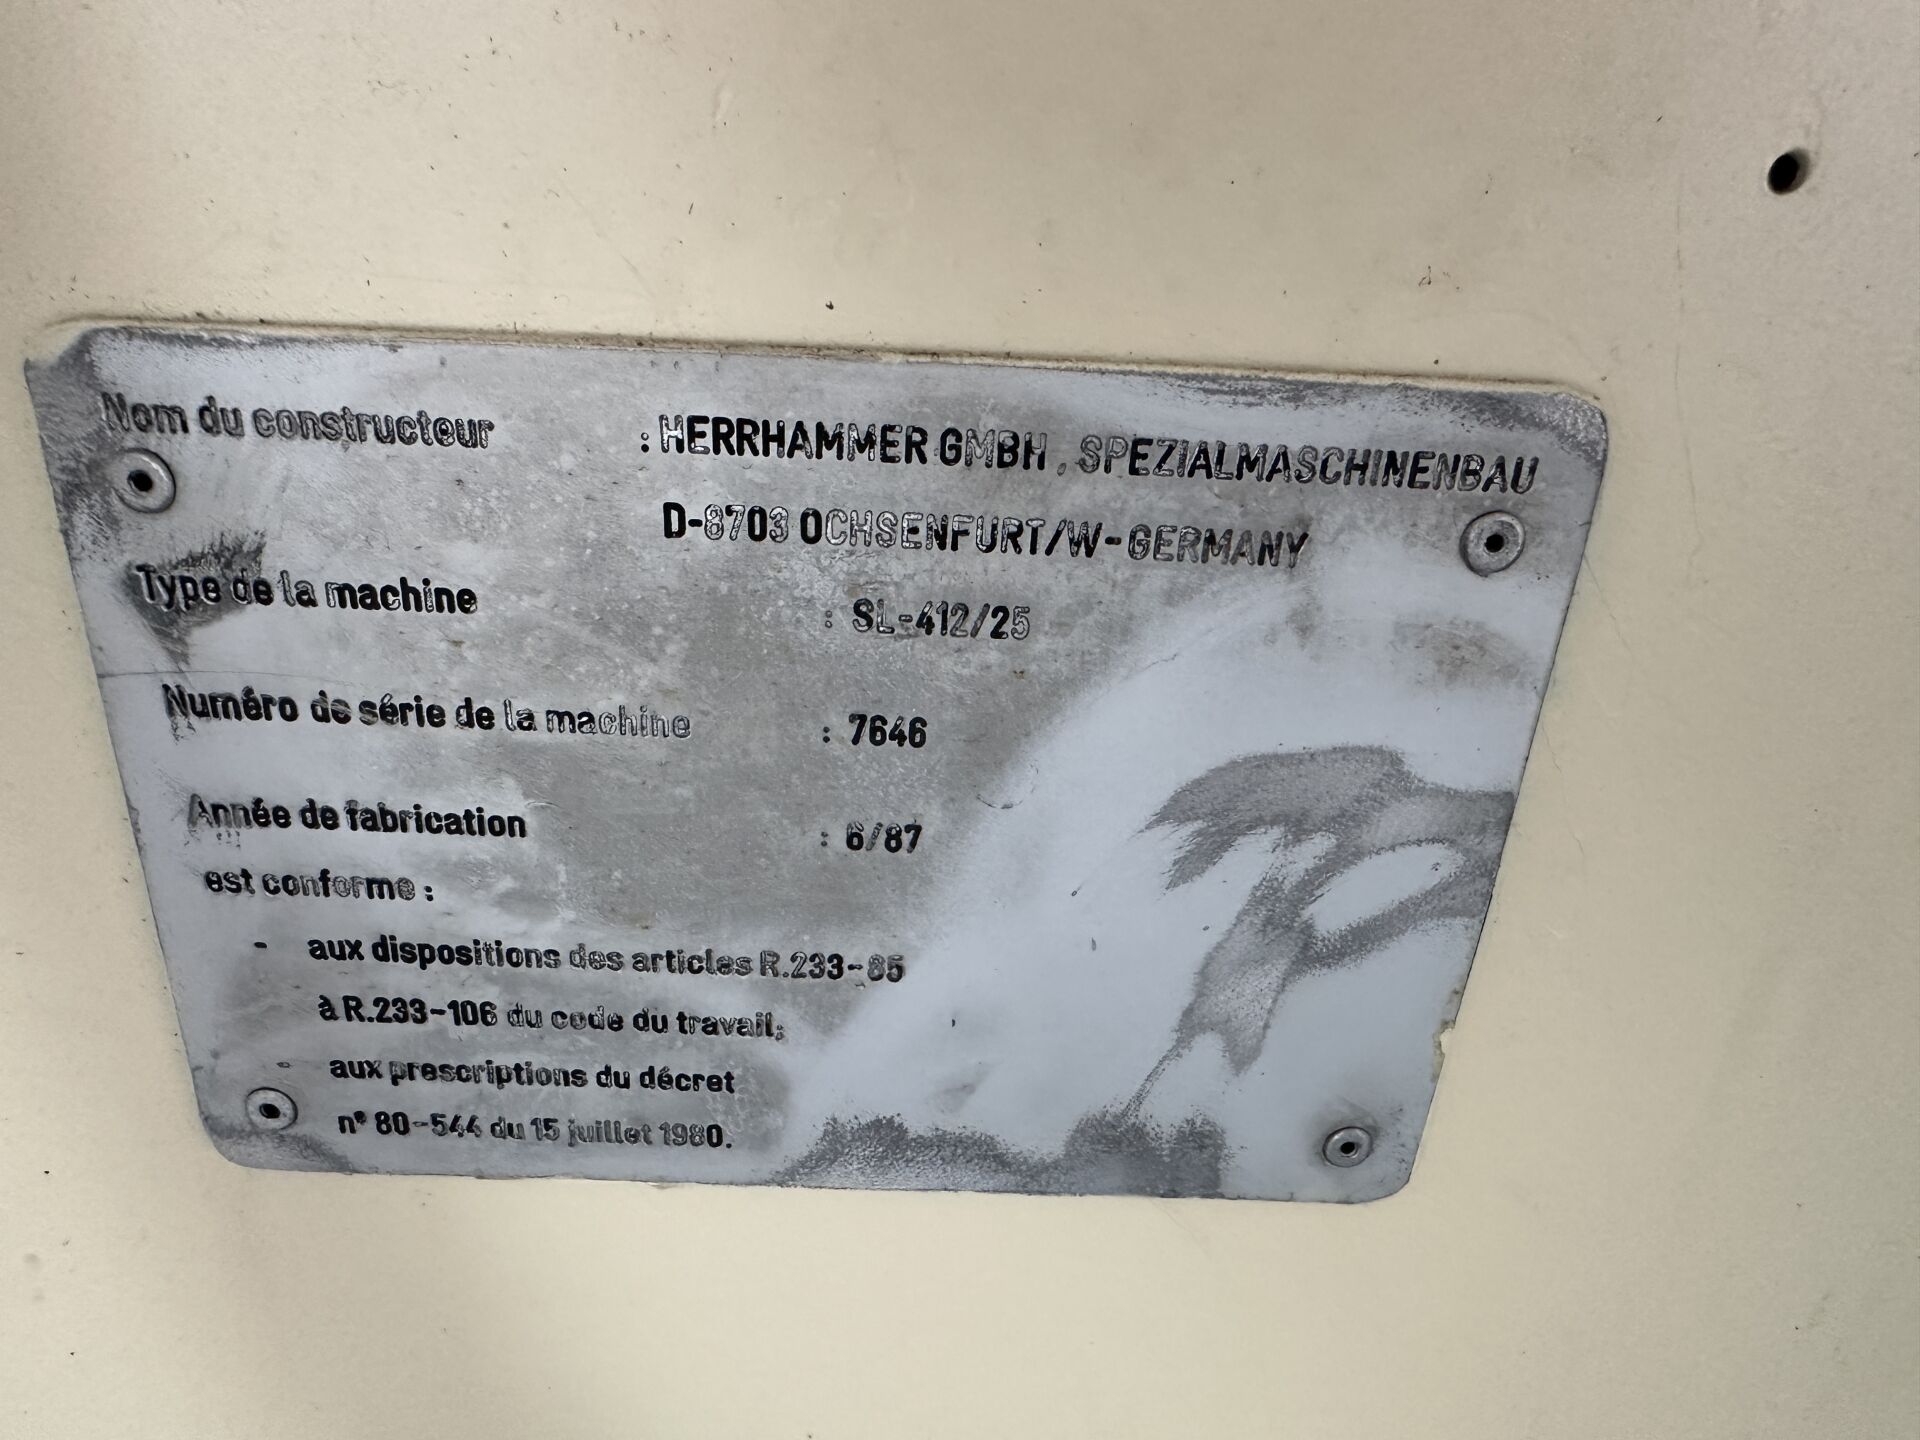 Nom du constructeur : HERRHAMMER GMBH, SPEZIALMASCHINENBAU
D-8703 OCHSENFURT/W-GERMANY
Type de la machine : SL-412/25
Numéro de série de la machine : 7646
Année de fabrication : 6/87
est conforme :
- aux dispositions des articles R.233-85
à R.233-106 du code du travail;
- aux prescriptions du décret
n° 80-544 du 15 juillet 1980.